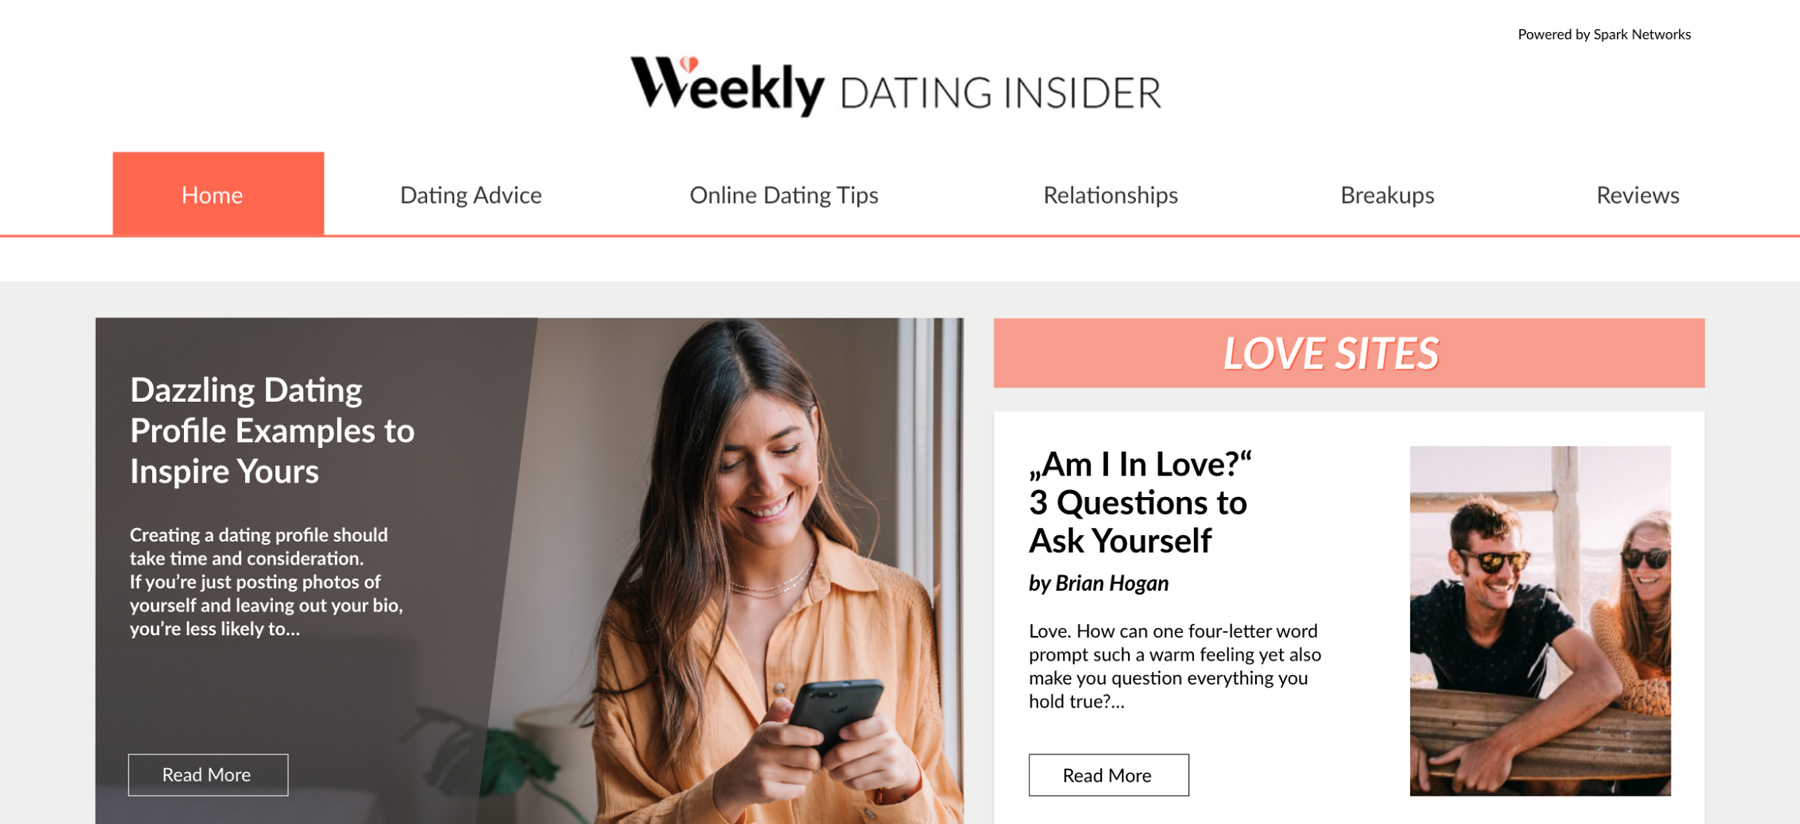 Powered by Spark Networks
Weekly DATING INSIDER
Home Dating Advice Online Dating Tips Relationships Breakups Reviews
Dazzling Dating
Profile Examples to
Inspire Yours
Creating a dating profile should
take time and consideration.
If you’re just posting photos of
yourself and leaving out your bio,
you’re less likely to...
Read More
LOVE SITES
„Am I In Love?“
3 Questions to
Ask Yourself
by Brian Hogan
Love. How can one four-letter word
prompt such a warm feeling yet also
make you question everything you
hold true?...
Read More